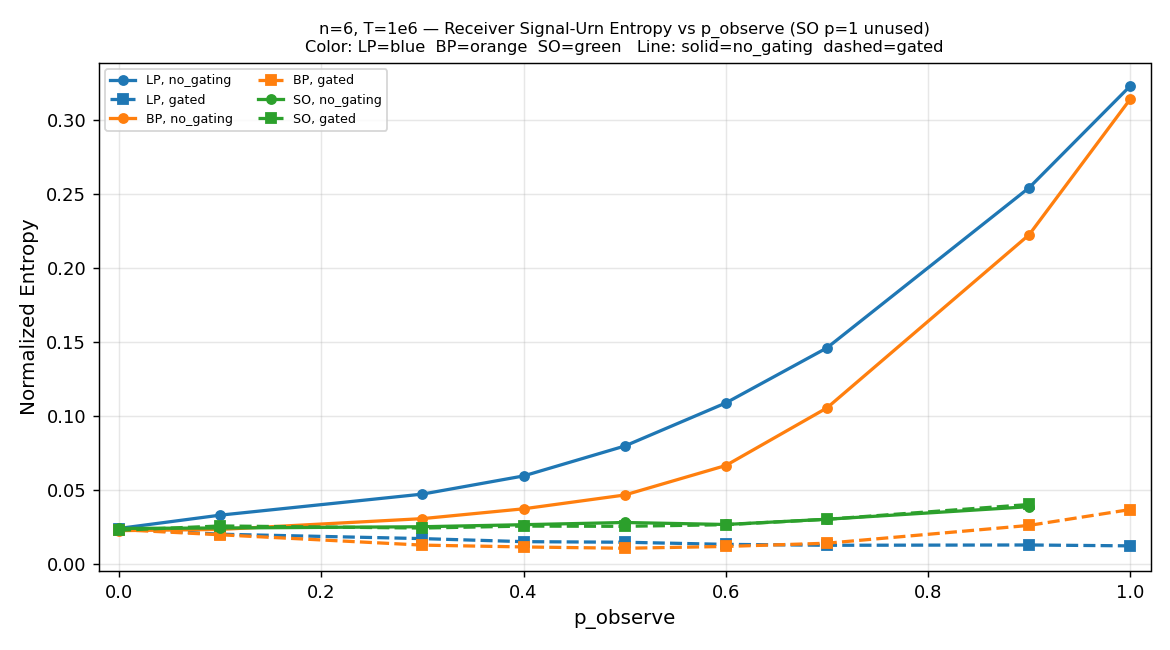 n=6, T=1e6 — Receiver Signal-Urn Entropy vs p_observe (SO p=1 unused)
Color: LP=blue  BP=orange  SO=green   Line: solid=no_gating  dashed=gated
LP, no_gating
LP, gated
BP, no_gating
BP, gated
SO, no_gating
SO, gated
Normalized Entropy
0.30
0.25
0.20
0.15
0.10
0.05
0.00
0.0 0.2 0.4 0.6 0.8 1.0
p_observe